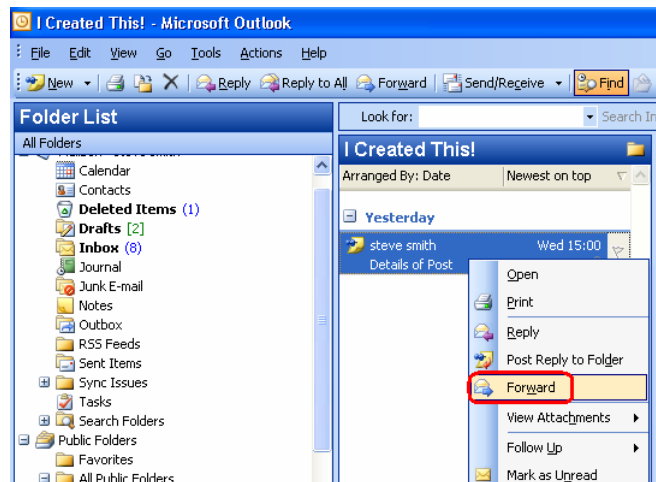 I Created This! - Microsoft Outlook
File Edit View Go Tools Actions Help
New Reply Reply to All Forward Send/Receive Find
Folder List
All Folders
Mailbox - steve smith
Calendar
Contacts
Deleted Items (1)
Drafts [2]
Inbox (8)
Journal
Junk E-mail
Notes
Outbox
RSS Feeds
Sent Items
Sync Issues
Tasks
Search Folders
Public Folders
Favorites
All Public Folders
Look for: Search In
I Created This!
Arranged By: Date Newest on top
Yesterday
steve smith Wed 15:00
Details of Post
Open
Print
Reply
Post Reply to Folder
Forward
View Attachments
Follow Up
Mark as Unread